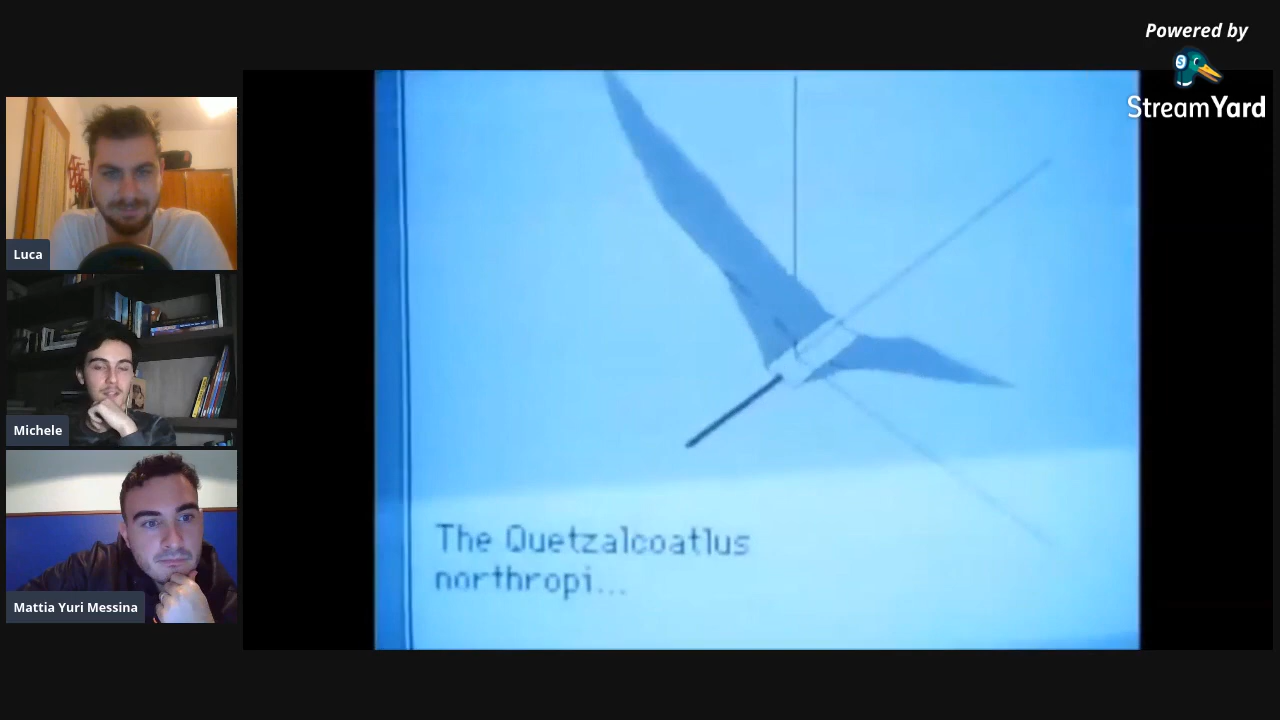 Powered by
StreamYard
Luca
Michele
Mattia Yuri Messina
The Quetzalcoatlus
northropi...